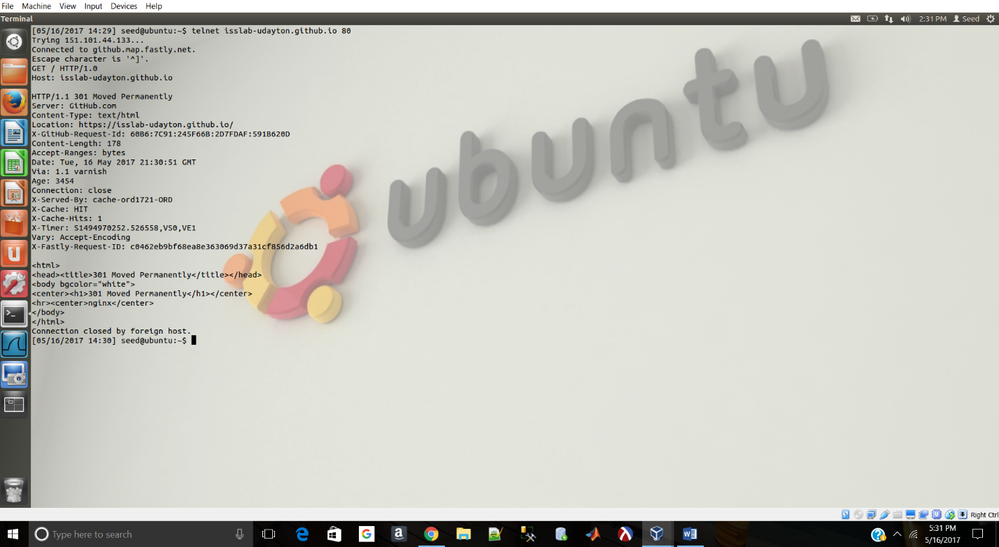 File Machine View Input Devices Help
Terminal
2:31 PM Seed
[05/16/2017 14:29] seed@ubuntu:~$ telnet isslab-udayton.github.io 80
Trying 151.101.44.133...
Connected to github.map.fastly.net.
Escape character is '^]'.
GET / HTTP/1.0
Host: isslab-udayton.github.io
HTTP/1.1 301 Moved Permanently
Server: GitHub.com
Content-Type: text/html
Location: https://isslab-udayton.github.io/
X-GitHub-Request-Id: 60B6:7C91:245F66B:2D7FDAF:591B620D
Content-Length: 178
Accept-Ranges: bytes
Date: Tue, 16 May 2017 21:30:51 GMT
Via: 1.1 varnish
Age: 3454
Connection: close
X-Served-By: cache-ord1721-ORD
X-Cache: HIT
X-Cache-Hits: 1
X-Timer: S1494970252.526558,VS0,VE1
Vary: Accept-Encoding
X-Fastly-Request-ID: c0462eb9bf68ea8e363069d37a31cf856d2a6db1
<html>
<head><title>301 Moved Permanently</title></head>
<body bgcolor="white">
<center><h1>301 Moved Permanently</h1></center>
<hr><center>nginx</center>
</body>
</html>
Connection closed by foreign host.
[05/16/2017 14:30] seed@ubuntu:~$
ubuntu
Right Ctrl
Type here to search
5:31 PM
5/16/2017